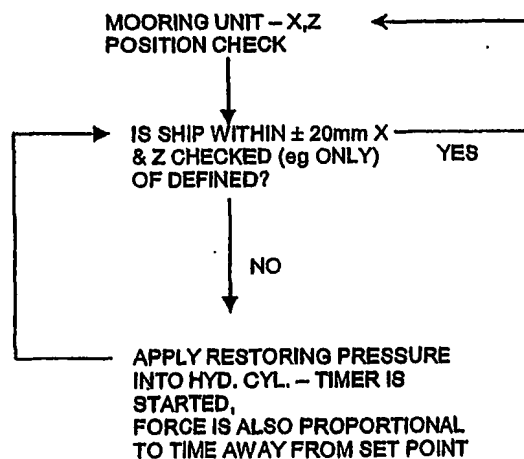 MOORING UNIT – X,Z
POSITION CHECK
IS SHIP WITHIN ± 20mm X
& Z CHECKED (eg ONLY)
OF DEFINED?
YES
NO
APPLY RESTORING PRESSURE
INTO HYD. CYL. – TIMER IS
STARTED,
FORCE IS ALSO PROPORTIONAL
TO TIME AWAY FROM SET POINT